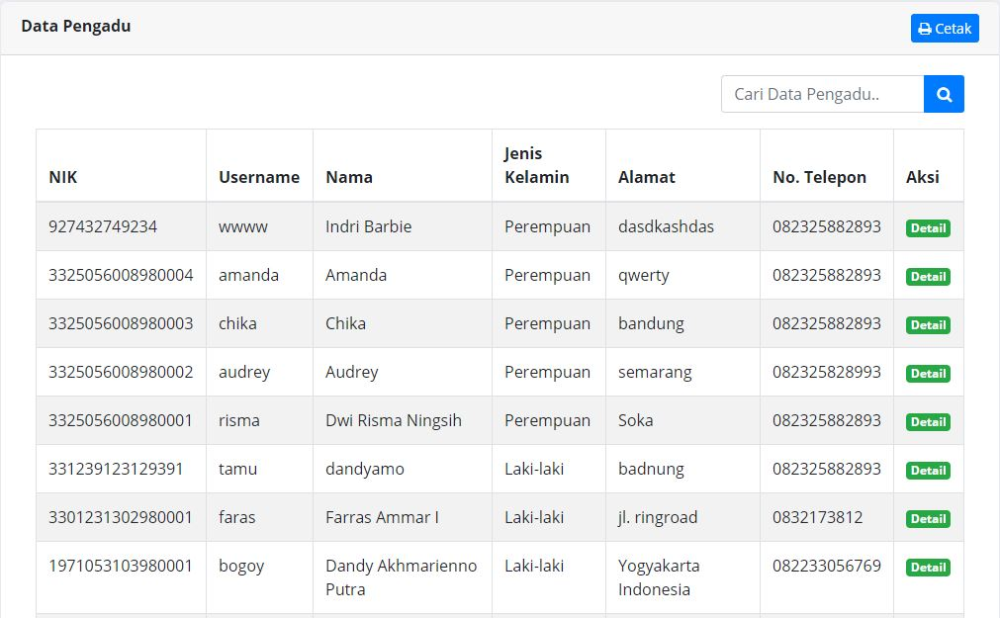 Data Pengadu
Cetak
Cari Data Pengadu..
NIK Username Nama Jenis Kelamin Alamat No. Telepon Aksi
927432749234 wwww Indri Barbie Perempuan dasdkashdas 082325882893 Detail
3325056008980004 amanda Amanda Perempuan qwerty 082325882893 Detail
3325056008980003 chika Chika Perempuan bandung 082325882893 Detail
3325056008980002 audrey Audrey Perempuan semarang 082325828993 Detail
3325056008980001 risma Dwi Risma Ningsih Perempuan Soka 082325882893 Detail
331239123129391 tamu dandyamo Laki-laki badnung 082325882893 Detail
3301231302980001 faras Farras Ammar I Laki-laki jl. ringroad 0832173812 Detail
1971053103980001 bogoy Dandy Akhmarienno Putra Laki-laki Yogyakarta Indonesia 082233056769 Detail